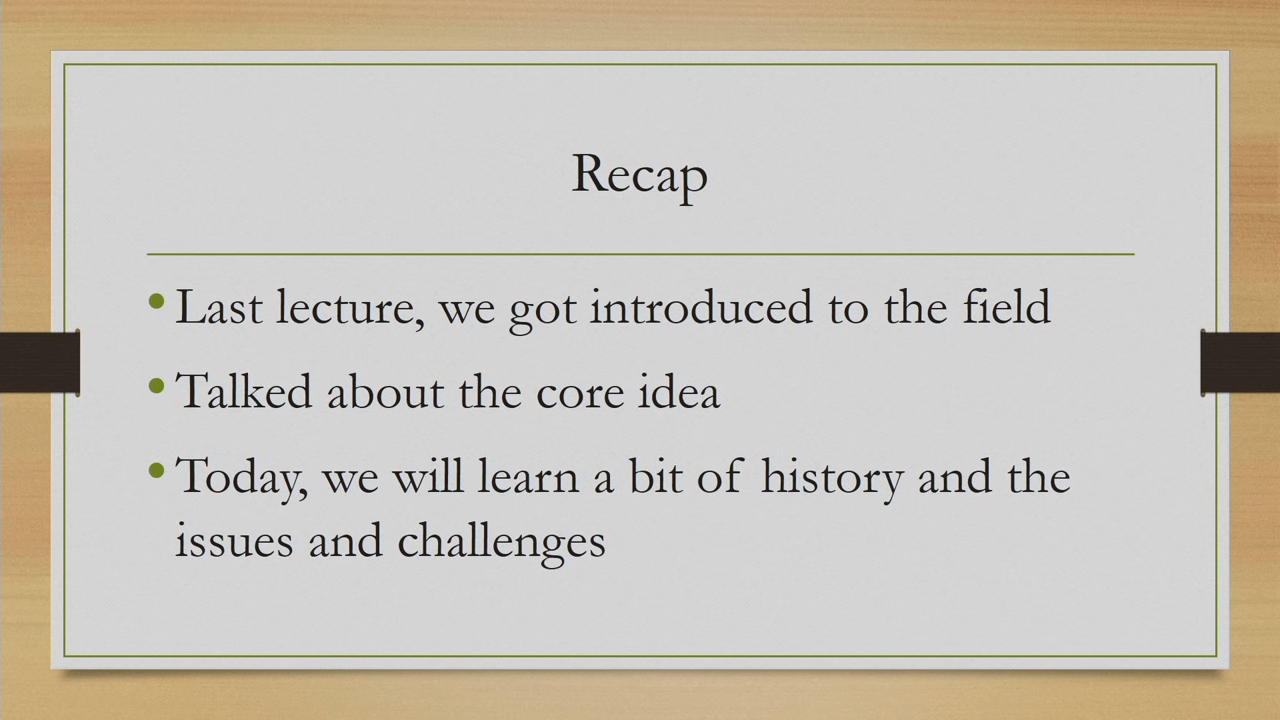 Recap
• Last lecture, we got introduced to the field
• Talked about the core idea
• Today, we will learn a bit of history and the
issues and challenges